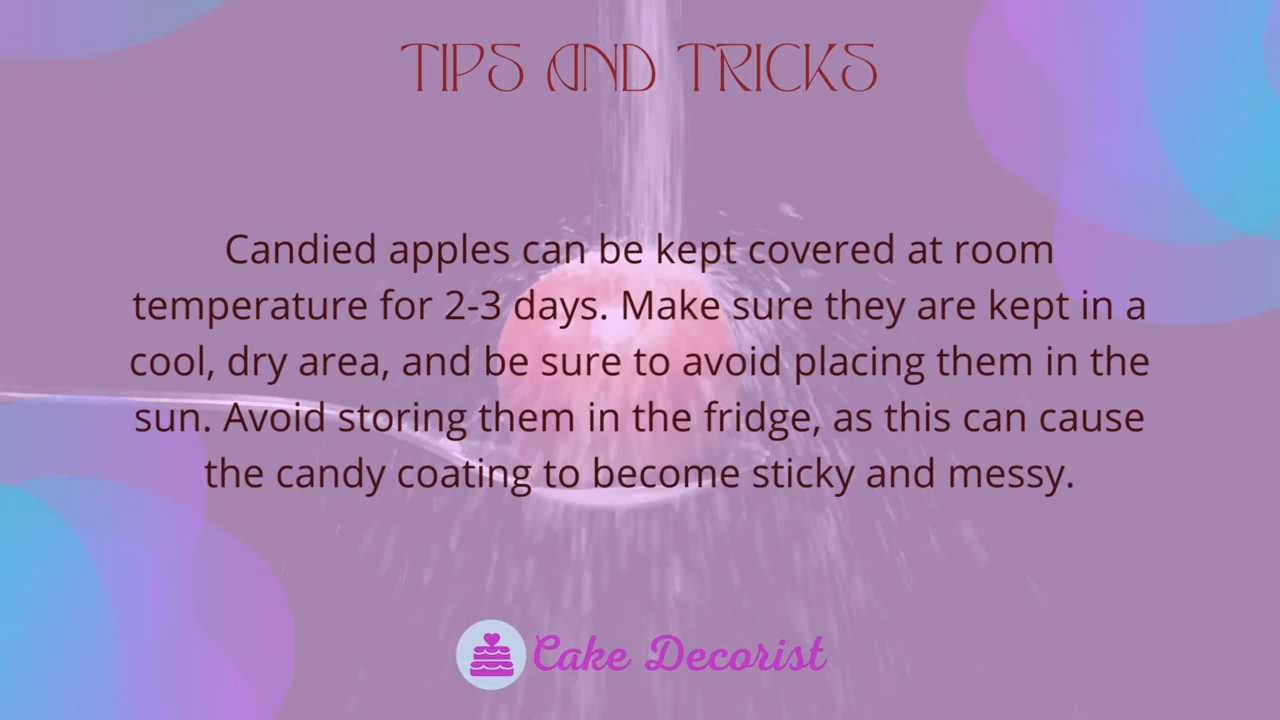 TIPS AND TRICKS
Candied apples can be kept covered at room
temperature for 2-3 days. Make sure they are kept in a
cool, dry area, and be sure to avoid placing them in the
sun. Avoid storing them in the fridge, as this can cause
the candy coating to become sticky and messy.
Cake Decorist